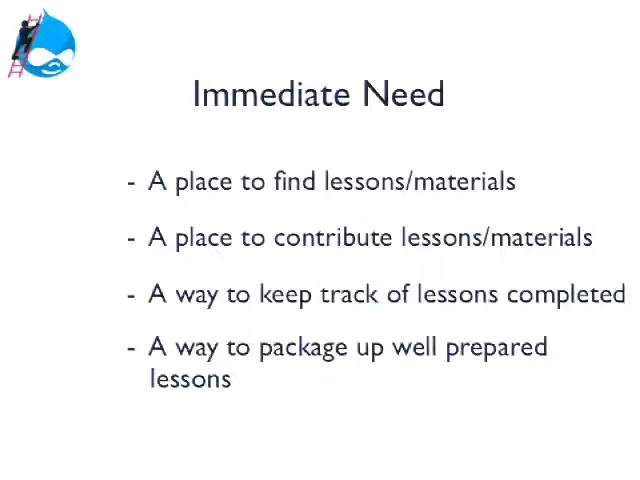 Immediate Need
- A place to find lessons/materials
- A place to contribute lessons/materials
- A way to keep track of lessons completed
- A way to package up well prepared
lessons